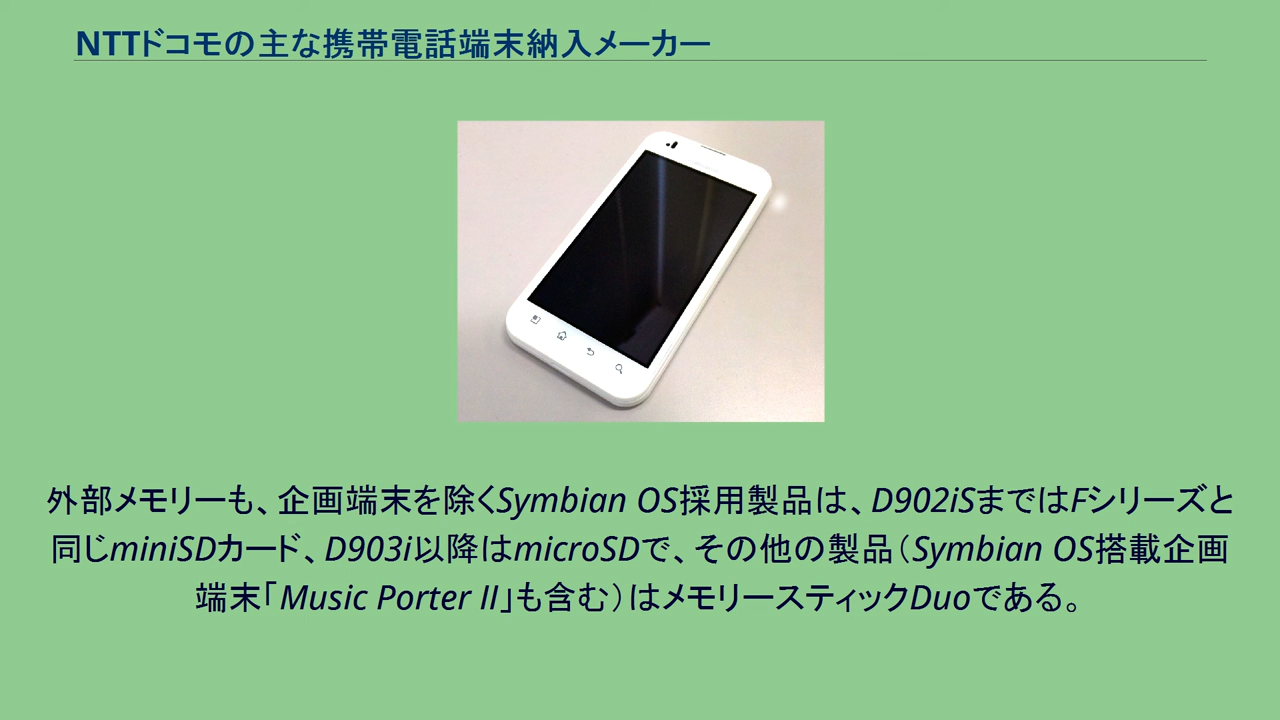 NTTドコモの主な携帯電話端末納入メーカー
外部メモリーも、企画端末を除くSymbian OS採用製品は、D902iSまではFシリーズと
同じminiSDカード、D903i以降はmicroSDで、その他の製品（Symbian OS搭載企画
端末「Music Porter II」も含む）はメモリースティックDuoである。